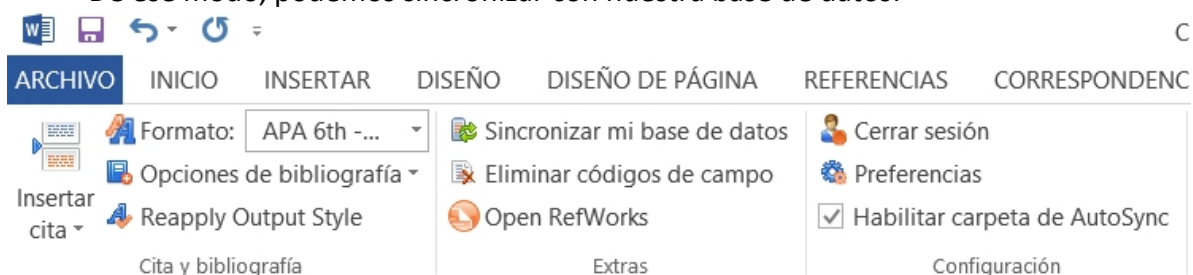 De ese modo, podemos sincronizar con nuestra base de datos.
C
ARCHIVO INICIO INSERTAR DISEÑO DISEÑO DE PÁGINA REFERENCIAS CORRESPONDENC
Formato: APA 6th -... Sincronizar mi base de datos Cerrar sesión
Opciones de bibliografía Eliminar códigos de campo Preferencias
Insertar cita Reapply Output Style Open RefWorks Habilitar carpeta de AutoSync
Cita y bibliografía Extras Configuración